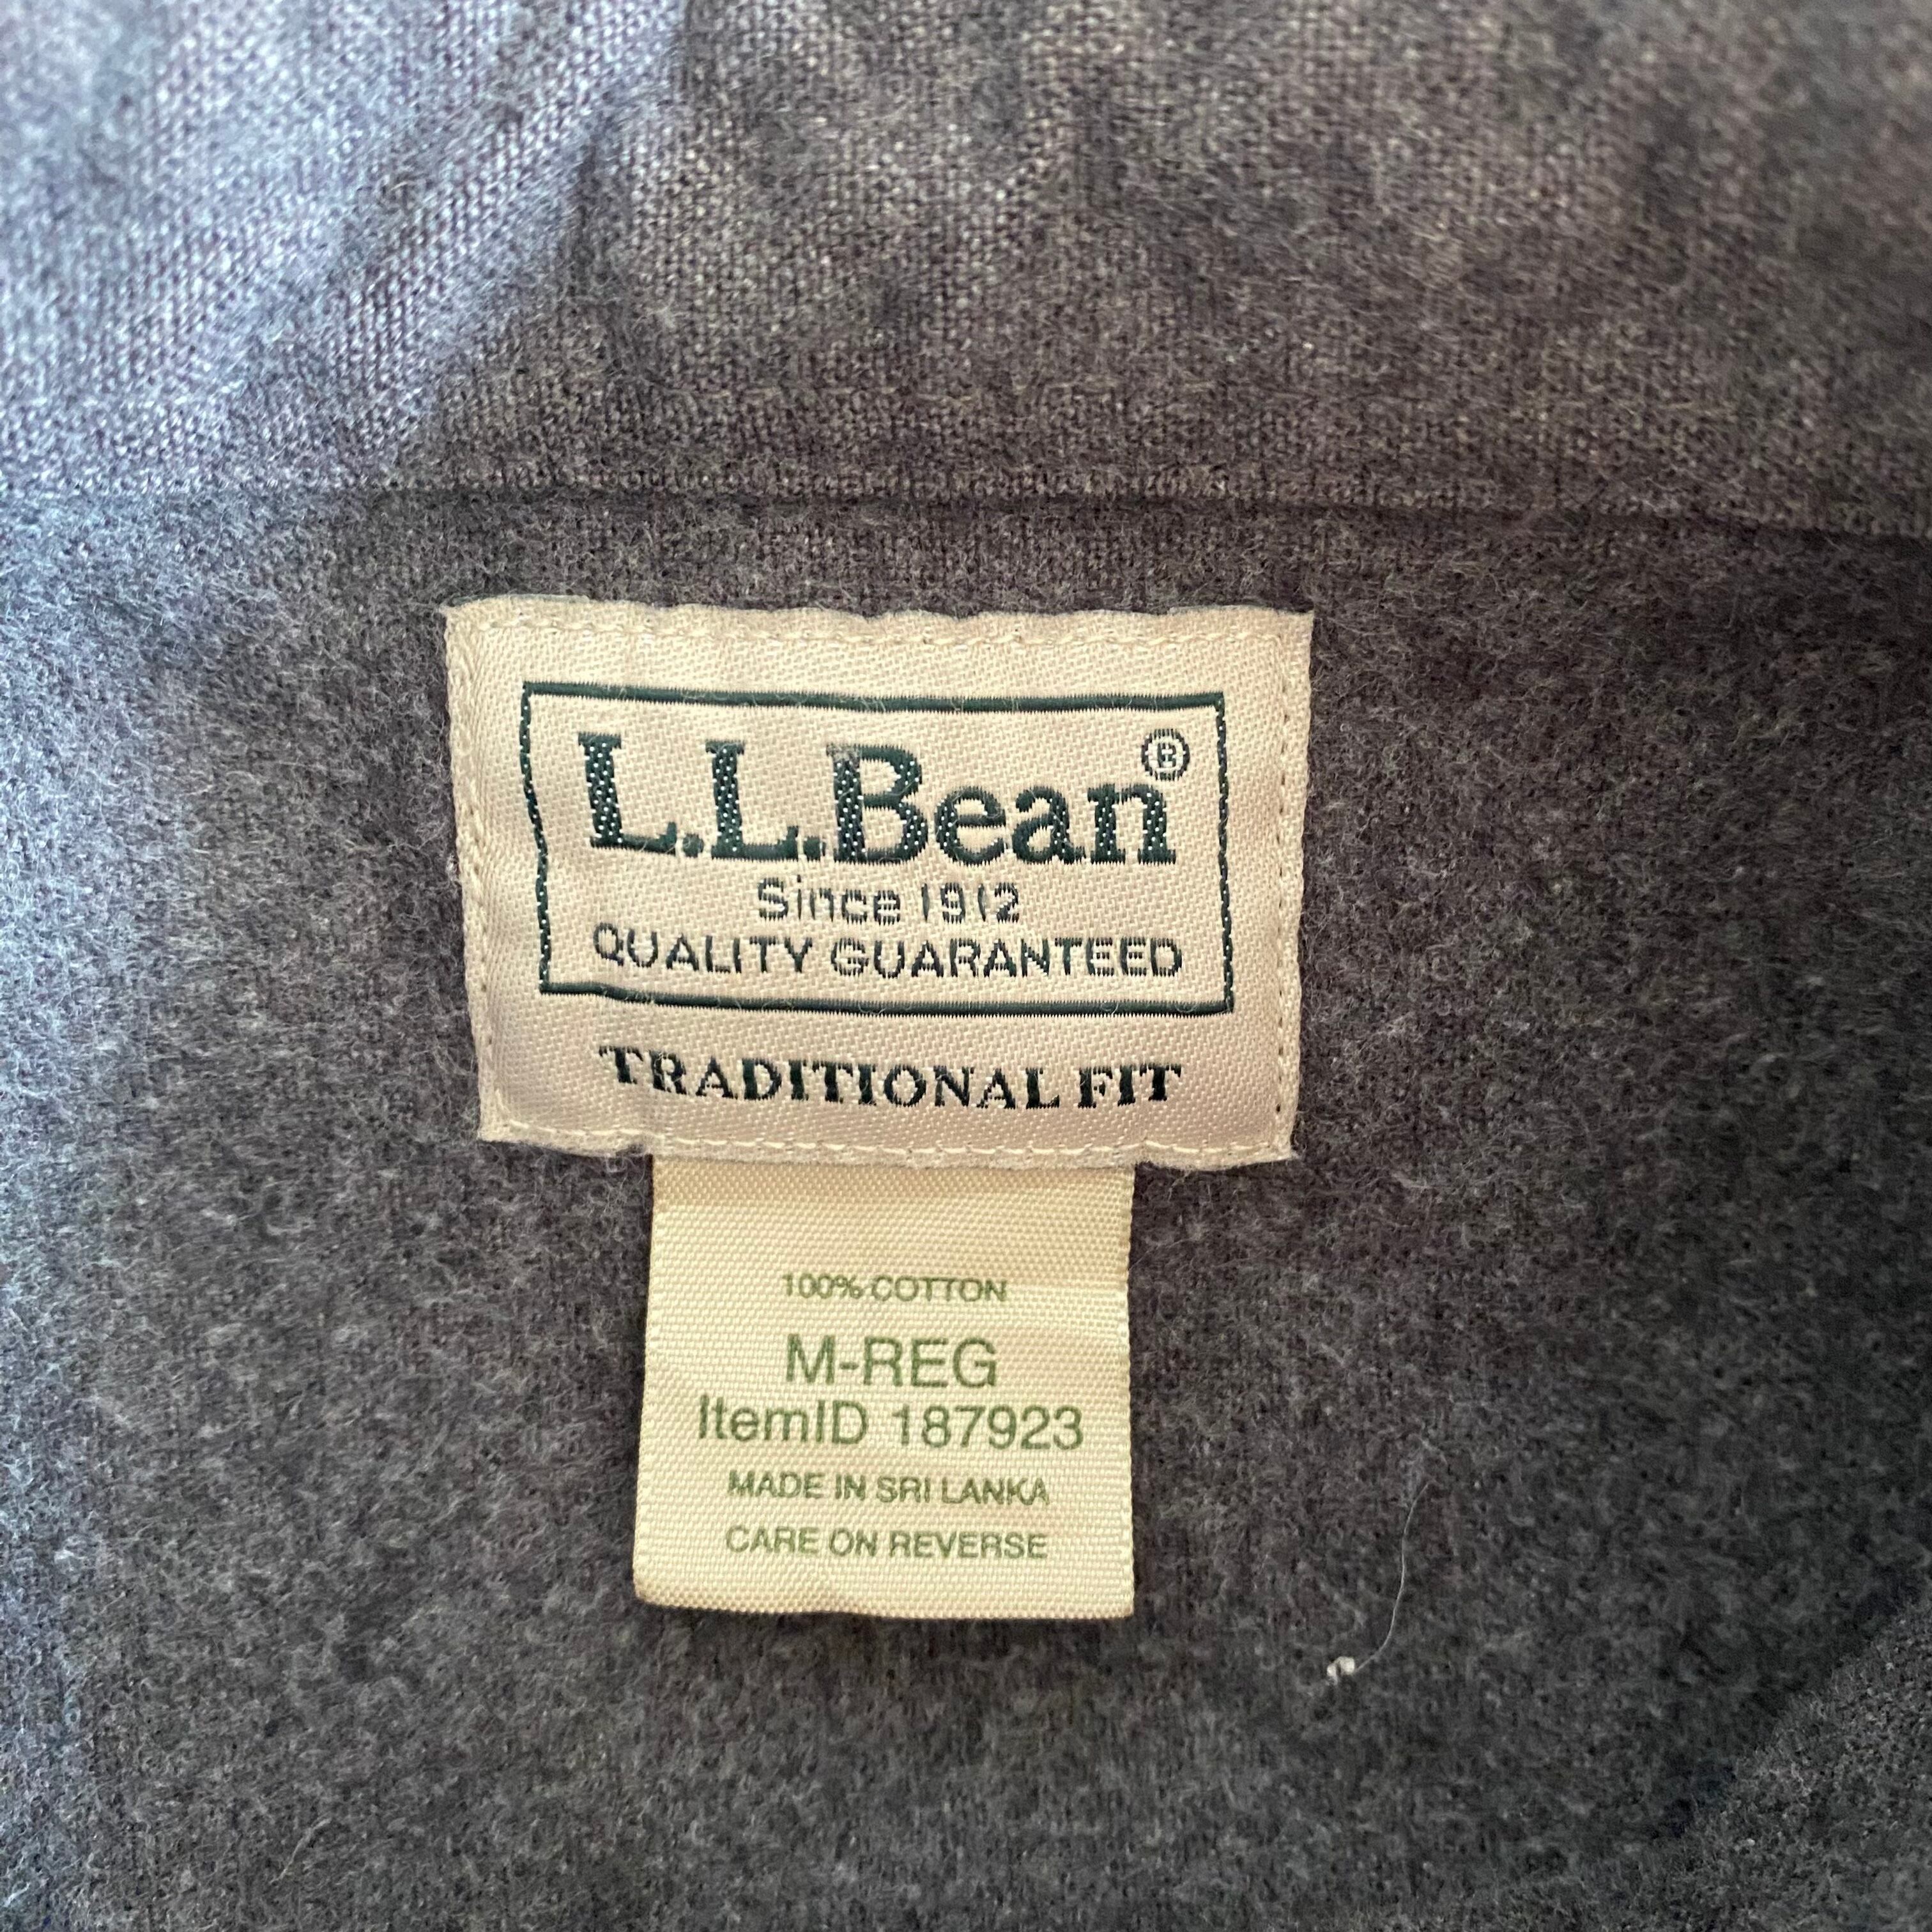 L.L.Bean®
Since 1912
QUALITY GUARANTEED
TRADITIONAL FIT
100% COTTON
M-REG
ItemID 187923
MADE IN SRI LANKA
CARE ON REVERSE